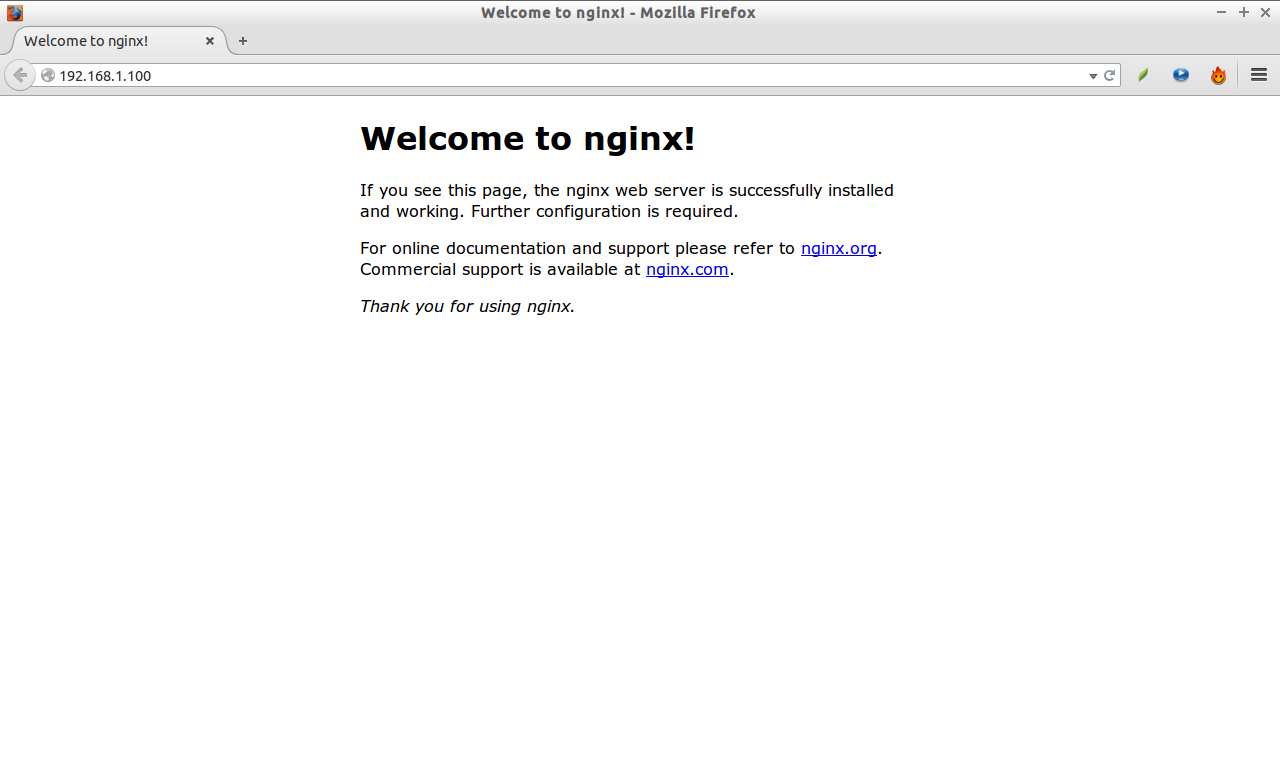 Welcome to nginx! - Mozilla Firefox
Welcome to nginx!
192.168.1.100
Welcome to nginx!
If you see this page, the nginx web server is successfully installed
and working. Further configuration is required.
For online documentation and support please refer to nginx.org.
Commercial support is available at nginx.com.
Thank you for using nginx.